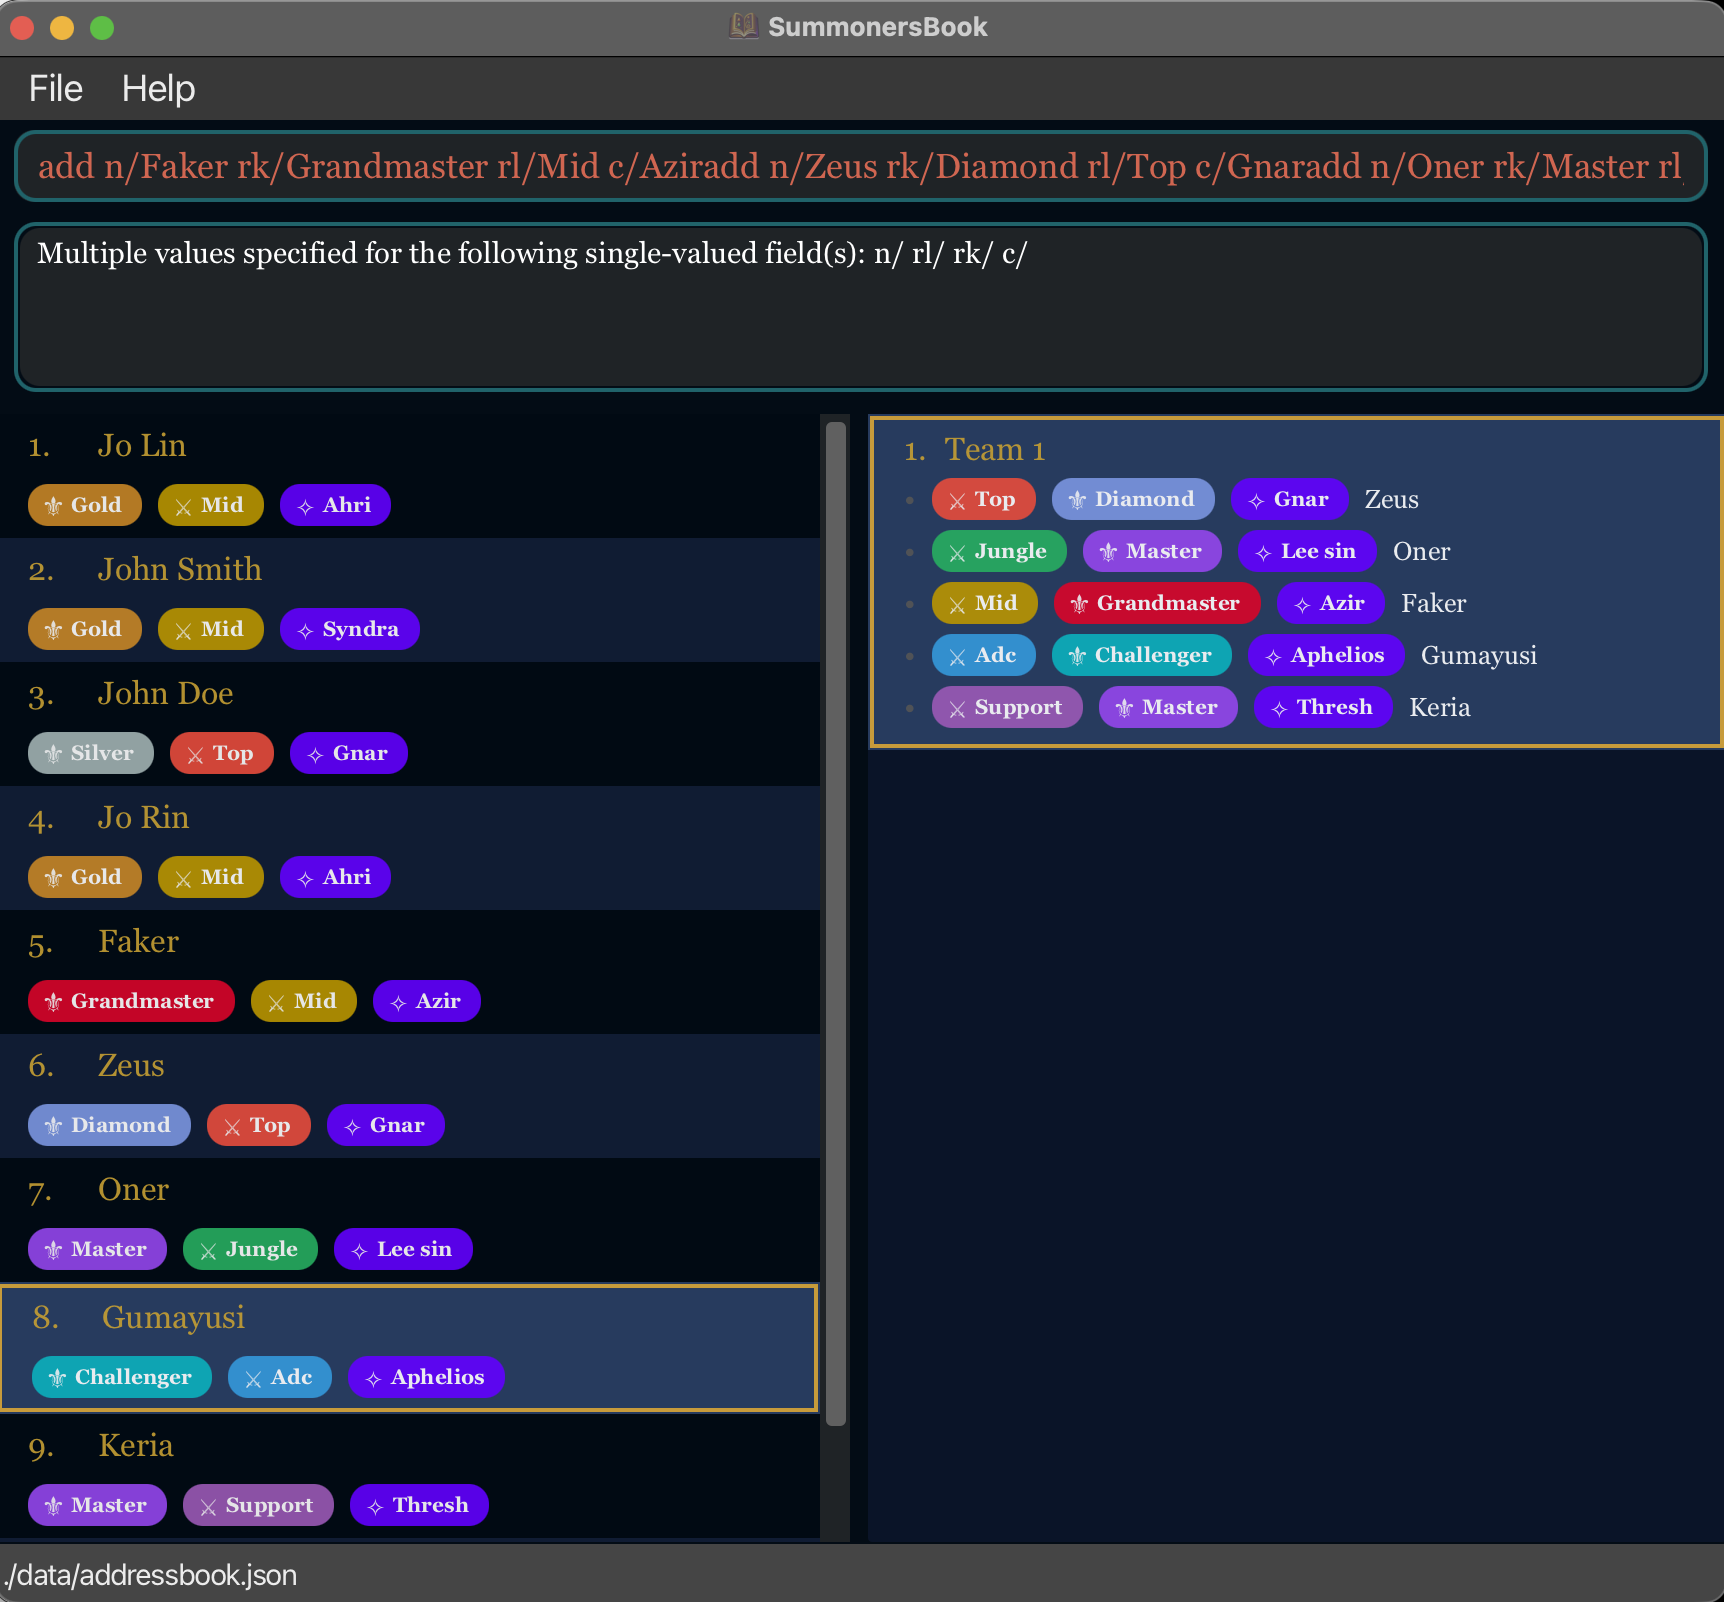 SummonersBook
File Help
add n/Faker rk/Grandmaster rl/Mid c/Aziradd n/Zeus rk/Diamond rl/Top c/Gnaradd n/Oner rk/Master rl/
Multiple values specified for the following single-valued field(s): n/ rl/ rk/ c/
1. Jo Lin
Gold Mid Ahri
2. John Smith
Gold Mid Syndra
3. John Doe
Silver Top Gnar
4. Jo Rin
Gold Mid Ahri
5. Faker
Grandmaster Mid Azir
6. Zeus
Diamond Top Gnar
7. Oner
Master Jungle Lee sin
8. Gumayusi
Challenger Adc Aphelios
9. Keria
Master Support Thresh
1. Team 1
Top Diamond Gnar Zeus
Jungle Master Lee sin Oner
Mid Grandmaster Azir Faker
Adc Challenger Aphelios Gumayusi
Support Master Thresh Keria
./data/addressbook.json